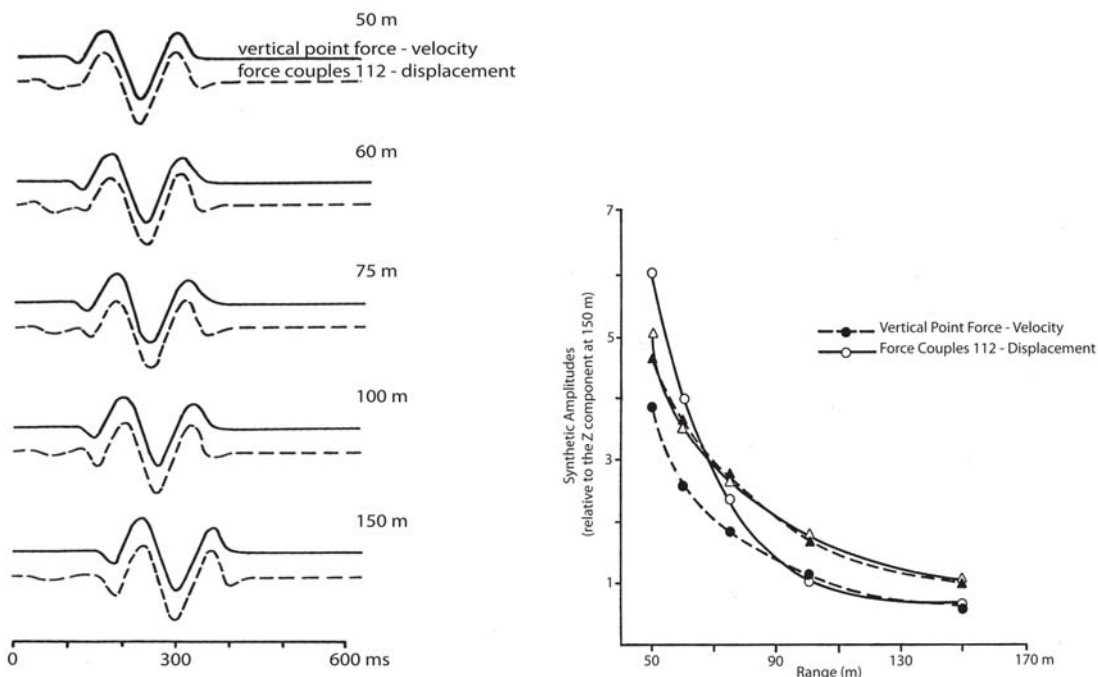 50 m
vertical point force - velocity
force couples 112 - displacement
60 m
75 m
100 m
150 m
0
300
600 ms
7
5
3
1
Synthetic Amplitudes
(relative to the Z component at 150 m)
Vertical Point Force - Velocity
Force Couples 112 - Displacement
50
90
130
170 m
Range (m)